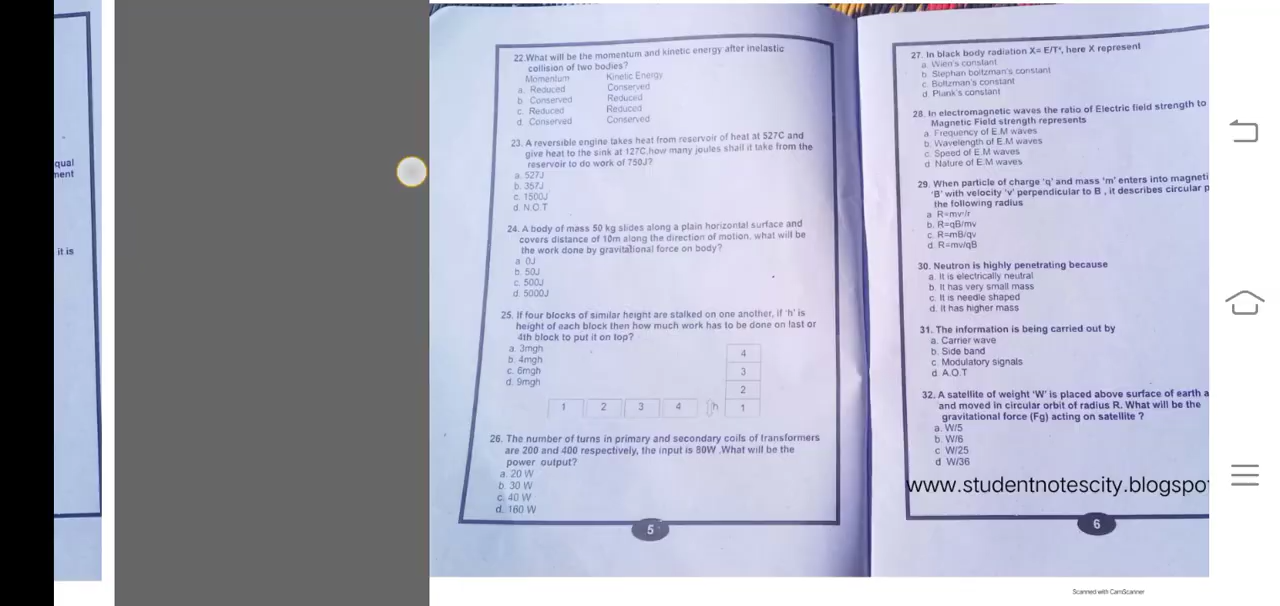 qual
ment
it is
22.What will be the momentum and kinetic energy after inelastic
collision of two bodies?
Momentum Kinetic Energy
a. Reduced Conserved
b. Conserved Reduced
c. Reduced Reduced
d. Conserved Conserved
23. A reversible engine takes heat from reservoir of heat at 527C and
give heat to the sink at 127C,how many joules shall it take from the
reservoir to do work of 750J?
a. 527J
b. 357J
c. 1500J
d. N.O.T
24. A body of mass 50 kg slides along a plain horizontal surface and
covers distance of 10m along the direction of motion, what will be
the work done by gravitational force on body?
a. 0J
b. 50J
c. 500J
d. 5000J
25. If four blocks of similar height are stalked on one another, if 'h' is
height of each block then how much work has to be done on last or
4th block to put it on top?
a. 3mgh
b. 4mgh
c. 6mgh
d. 9mgh
4
3
2
1 2 3 4 h 1
26. The number of turns in primary and secondary coils of transformers
are 200 and 400 respectively, the input is 80W .What will be the
power output?
a. 20 W
b. 30 W
c. 40 W
d. 160 W
5
27. In black body radiation X= E/T⁴, here X represent
a. Wien's constant
b. Stephan boltzman's constant
c. Boltzman's constant
d. Plank's constant
28. In electromagnetic waves the ratio of Electric field strength to
Magnetic Field strength represents
a. Frequency of E.M waves
b. Wavelength of E.M waves
c. Speed of E.M waves
d. Nature of E.M waves
29. When particle of charge 'q' and mass 'm' enters into magneti
'B' with velocity 'v' perpendicular to B , it describes circular p
the following radius
a. R=mv/r
b. R=qB/mv
c. R=mB/qv
d. R=mv/qB
30. Neutron is highly penetrating because
a. It is electrically neutral
b. It has very small mass
c. It is needle shaped
d. It has higher mass
31. The information is being carried out by
a. Carrier wave
b. Side band
c. Modulatory signals
d. A.O.T
32. A satellite of weight 'W' is placed above surface of earth a
and moved in circular orbit of radius R. What will be the
gravitational force (Fg) acting on satellite ?
a. W/5
b. W/6
c. W/25
d. W/36
www.studentnotescity.blogspo
6
Scanned with CamScanner